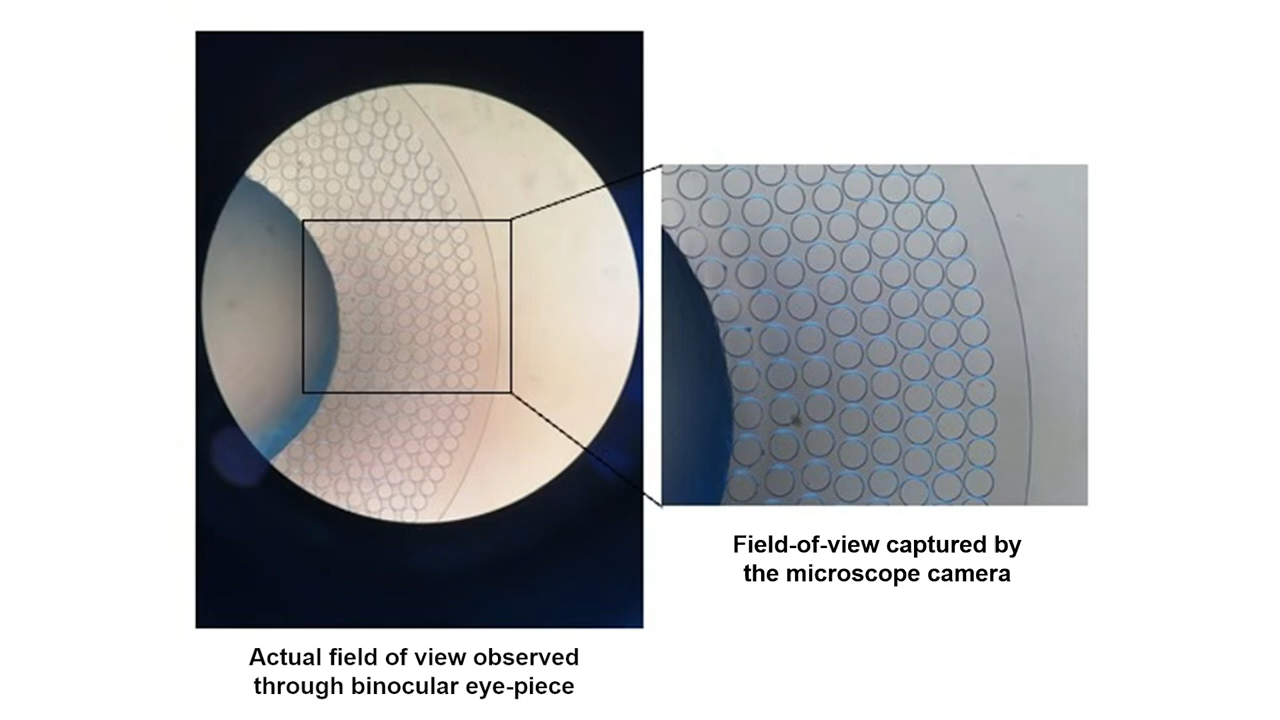 Field-of-view captured by
the microscope camera
Actual field of view observed
through binocular eye-piece